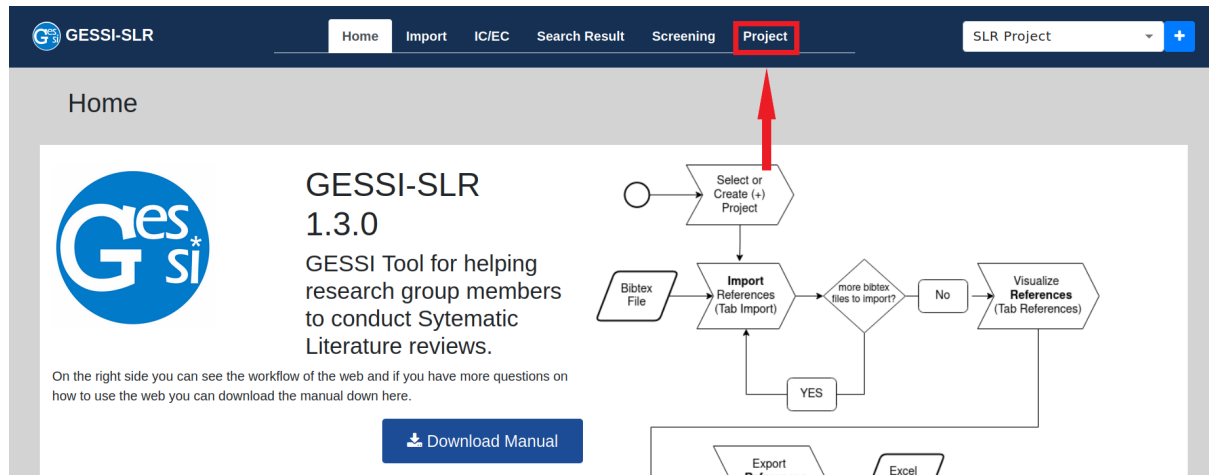 Ges si GESSI-SLR
Home Import IC/EC Search Result Screening Project
SLR Project +
Home
Ges*si
GESSI-SLR
1.3.0
GESSI Tool for helping
research group members
to conduct Sytematic
Literature reviews.
On the right side you can see the workflow of the web and if you have more questions on
how to use the web you can download the manual down here.
Download Manual
Select or
Create (+)
Project
Bibtex
File
Import
References
(Tab Import)
more bibtex
files to import?
No
Visualize
References
(Tab References)
YES
Export
Excel